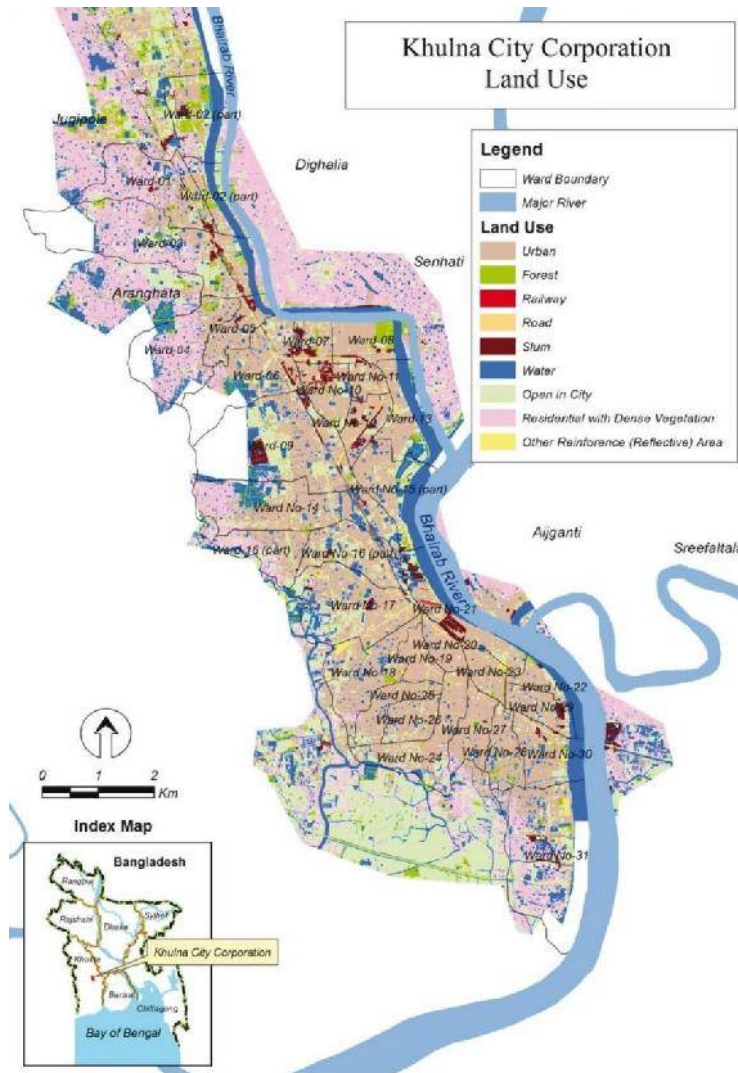 Khulna City Corporation
Land Use
Legend
Ward Boundary
Major River
Land Use
Urban
Forest
Railway
Road
Slum
Water
Open in City
Residential with Dense Vegetation
Other Reinforence (Reflective) Area
Bhairab River
Jugipole
Ward-02 (part)
Dighalia
Ward-01
Ward-02 (part)
Ward-03
Senhati
Aranghata
Ward-05
Ward-07
Ward-08
Ward-04
Ward-06
Ward No-11
Ward No-10
Ward-13
Ward-09
Ward No-15 (part)
Ward No-14
Bhairab River
Aijganti
Sreefaltala
Ward No-16 (part)
Ward No-17
Ward No-21
Ward No-20
Ward No-19
Ward No-18
Ward No-23
Ward No-22
Ward No-25
Ward No-29
Ward No-26
Ward No-27
Ward No-24
Ward No-28
Ward No-30
Ward No-31
0 1 2
Km
Index Map
Bangladesh
Rangpur
Rajshahi
Dhaka
Sylhet
Khulna
Khulna City Corporation
Barisal
Chittagong
Bay of Bengal